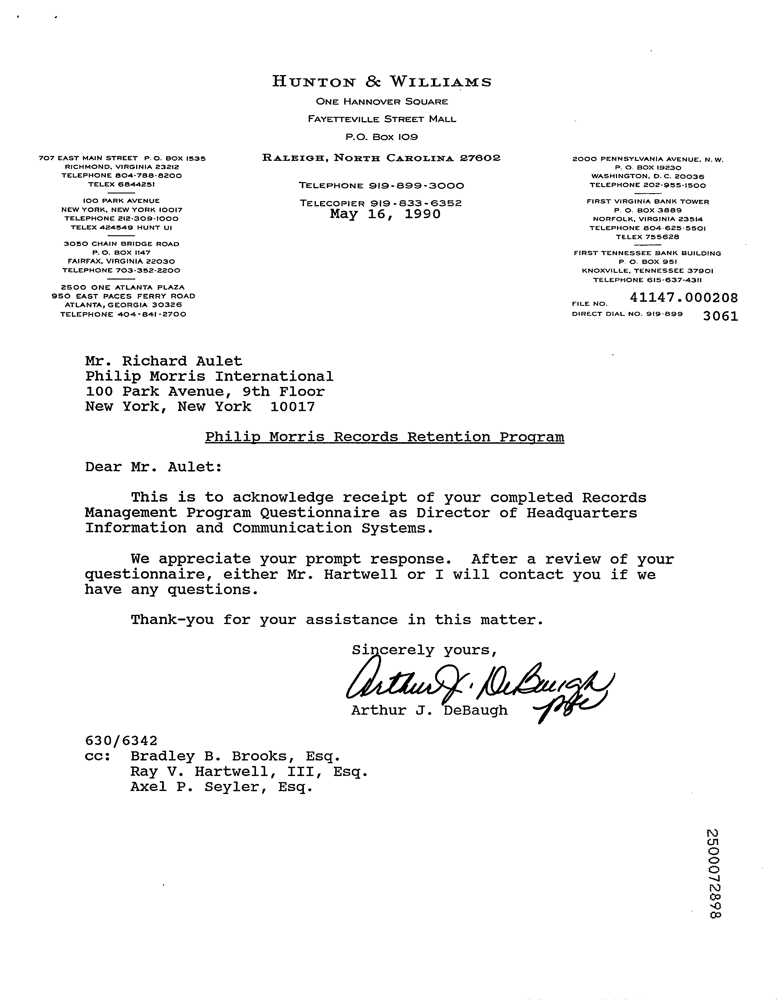 HUNTON & WILLIAMS
ONE HANNOVER SQUARE
FAYETTEVILLE STREET MALL
P.O. BOX 109
RALEIGH, NORTH CAROLINA 27602
TELEPHONE 919-899-3000
TELECOPIER 919-833-6352
May 16, 1990
707 EAST MAIN STREET P. O. BOX 1535
RICHMOND, VIRGINIA 23212
TELEPHONE 804-788-8200
TELEX 6844251
100 PARK AVENUE
NEW YORK, NEW YORK 10017
TELEPHONE 212-309-1000
TELEX 424549 HUNT UI
3050 CHAIN BRIDGE ROAD
P. O. BOX 1147
FAIRFAX, VIRGINIA 22030
TELEPHONE 703-352-2200
2500 ONE ATLANTA PLAZA
950 EAST PACES FERRY ROAD
ATLANTA, GEORGIA 30326
TELEPHONE 404-841-2700
2000 PENNSYLVANIA AVENUE, N. W.
P. O. BOX 19230
WASHINGTON, D. C. 20036
TELEPHONE 202-955-1500
FIRST VIRGINIA BANK TOWER
P. O. BOX 3889
NORFOLK, VIRGINIA 23514
TELEPHONE 804-625-5501
TELEX 755628
FIRST TENNESSEE BANK BUILDING
P. O. BOX 951
KNOXVILLE, TENNESSEE 37901
TELEPHONE 615-637-4311
FILE NO. 41147.000208
DIRECT DIAL NO. 919-899 3061
Mr. Richard Aulet
Philip Morris International
100 Park Avenue, 9th Floor
New York, New York 10017
Philip Morris Records Retention Program
Dear Mr. Aulet:
This is to acknowledge receipt of your completed Records
Management Program Questionnaire as Director of Headquarters
Information and Communication Systems.
We appreciate your prompt response. After a review of your
questionnaire, either Mr. Hartwell or I will contact you if we
have any questions.
Thank-you for your assistance in this matter.
Sincerely yours,
Arthur J. DeBaugh
Arthur J. DeBaugh
630/6342
cc: Bradley B. Brooks, Esq.
Ray V. Hartwell, III, Esq.
Axel P. Seyler, Esq.
2500072898